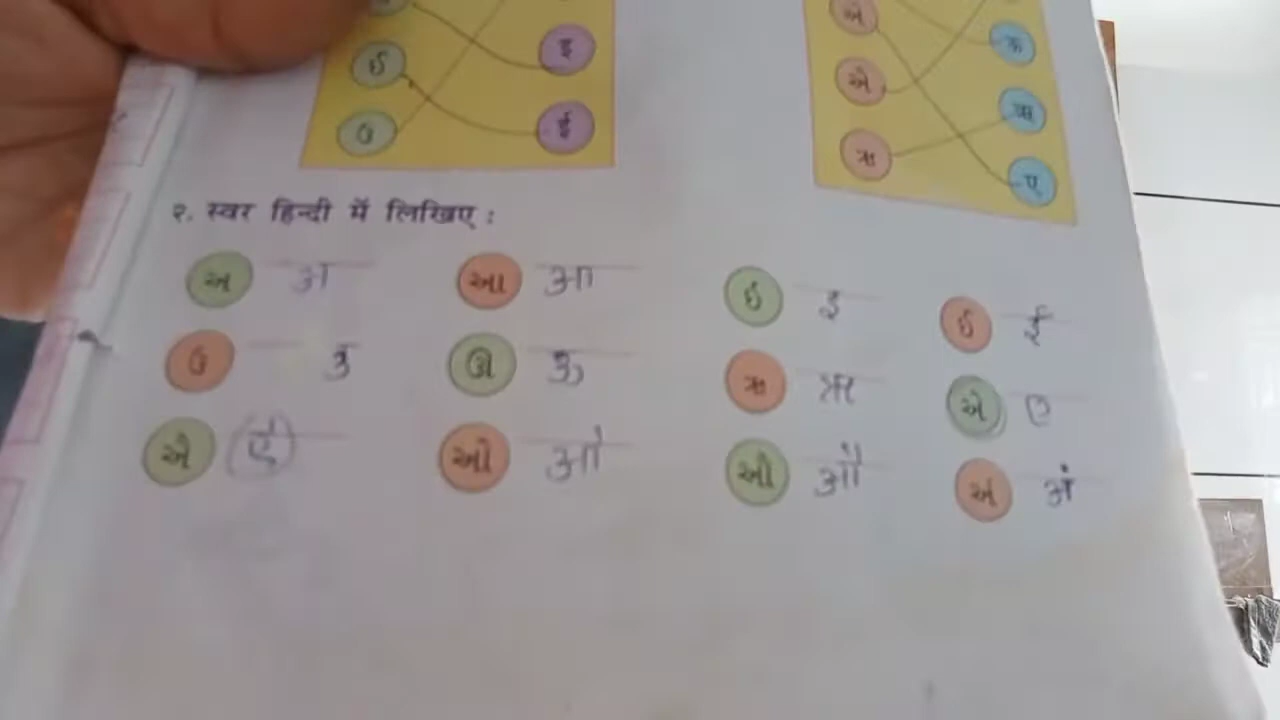 ઈ इ
ઉ ई
ऊ
ઐ
ઋ ऋ
ए
२. स्वर हिन्दी में लिखिए :
અ अ આ आ ઇ इ ઈ ई
ઉ उ ઊ ऊ ઋ ऋ એ ए
ઐ ऐ ઓ ओ ઔ औ અં अं